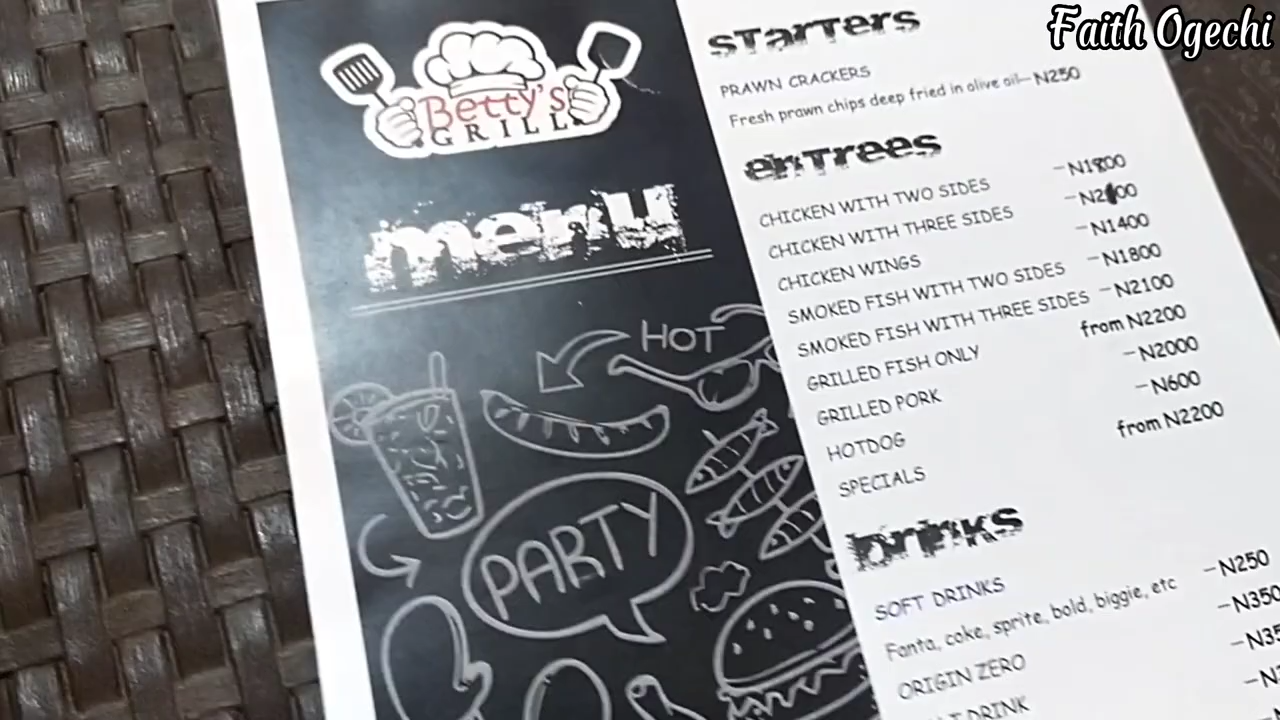 Faith Ogechi
Betty's
GRILL
menu
HOT
PARTY
STARTERS
PRAWN CRACKERS
Fresh prawn chips deep fried in olive oil—N250
ENTREES
CHICKEN WITH TWO SIDES –N1800
CHICKEN WITH THREE SIDES
CHICKEN WINGS –N1400
SMOKED FISH WITH TWO SIDES –N1800
SMOKED FISH WITH THREE SIDES –N2100
GRILLED FISH ONLY from N2200
GRILLED PORK –N2000
HOTDOG –N600
SPECIALS from N2200
DRINKS
SOFT DRINKS –N250
Fanta, coke, sprite, bold, biggie, etc –N350
ORIGIN ZERO
DRINK